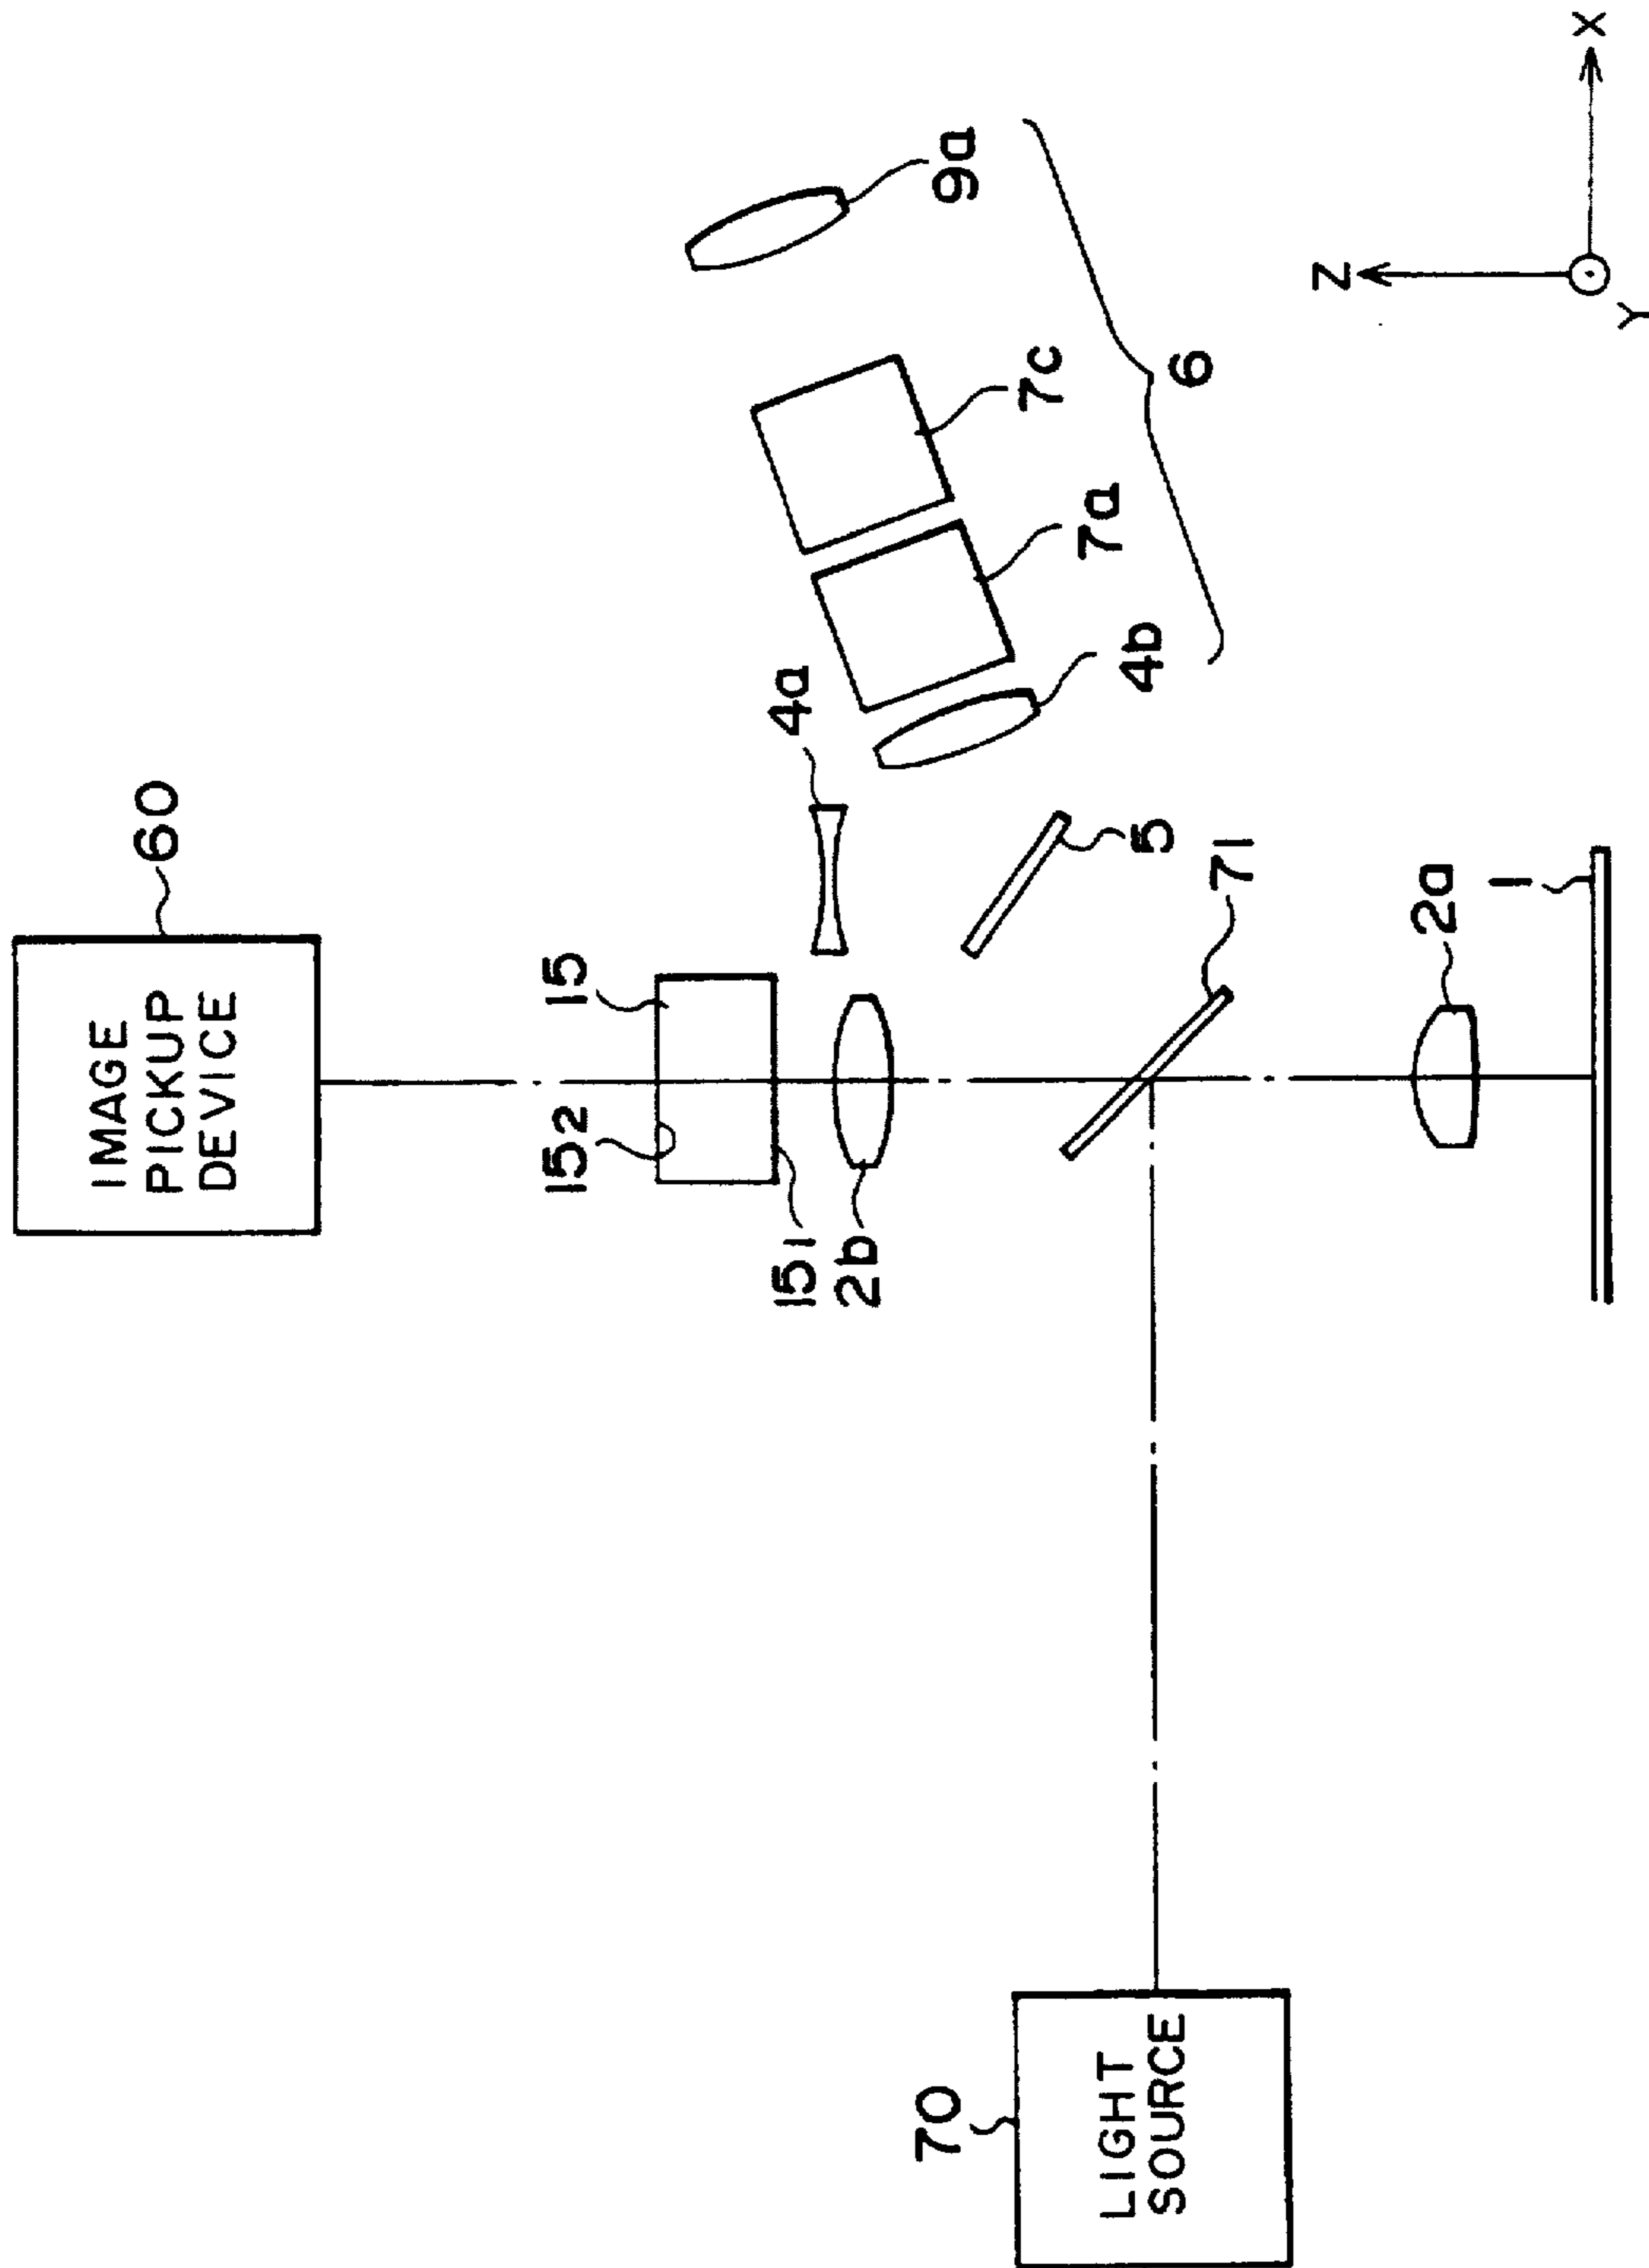 IMAGE
PICKUP
DEVICE
60
15
152
151
2b
4a
4b
7a
7c
9a
6
5
71
2a
1
70
LIGHT
SOURCE
Z
X
Y